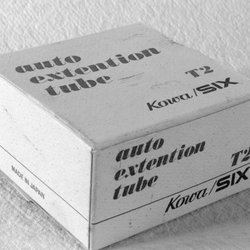 auto
extention
tube
T2
Kowa/SIX
auto
extention
tube
T2
Kowa/SIX
MADE IN JAPAN